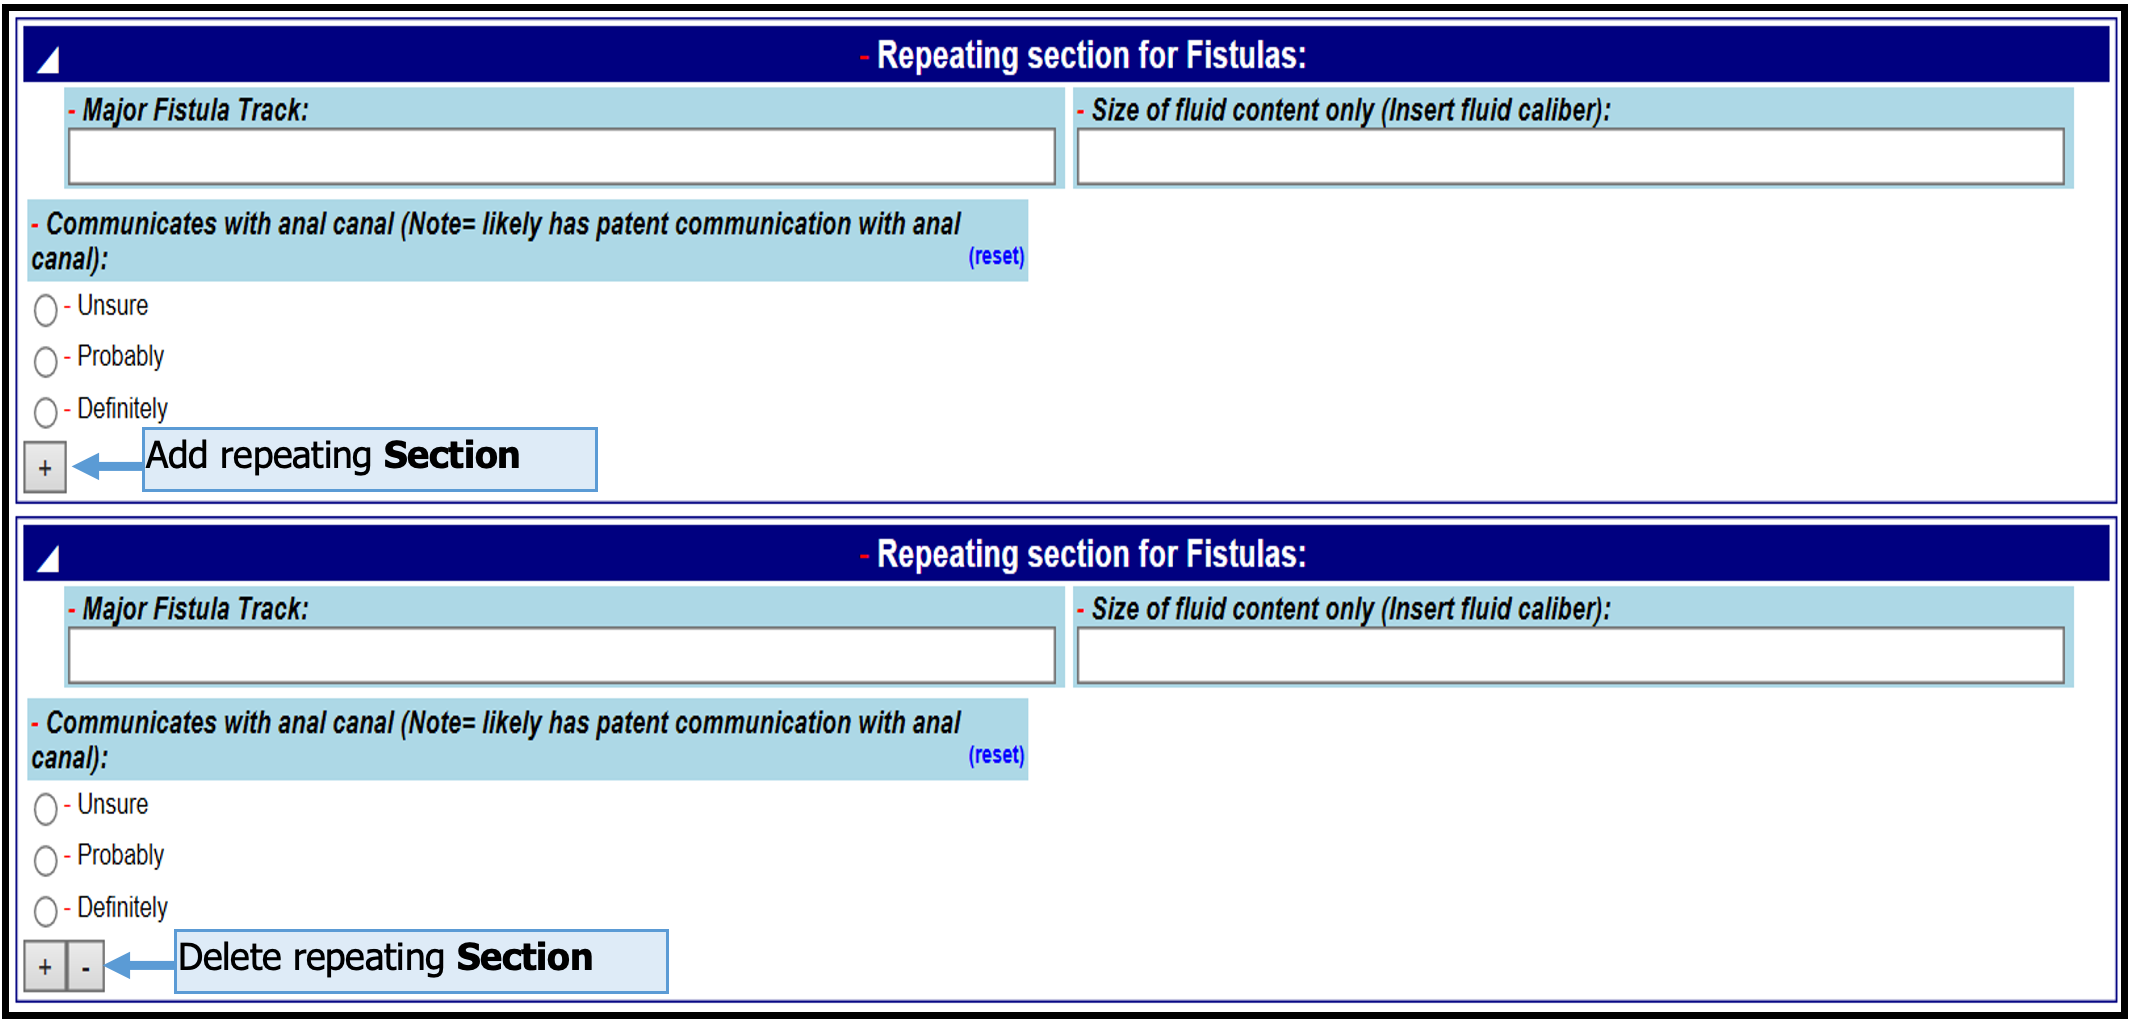 - Repeating section for Fistulas:
- Major Fistula Track:
- Size of fluid content only (Insert fluid caliber):
- Communicates with anal canal (Note= likely has patent communication with anal
canal):
(reset)
- Unsure
- Probably
- Definitely
+
Add repeating Section
- Repeating section for Fistulas:
- Major Fistula Track:
- Size of fluid content only (Insert fluid caliber):
- Communicates with anal canal (Note= likely has patent communication with anal
canal):
(reset)
- Unsure
- Probably
- Definitely
+ -
Delete repeating Section